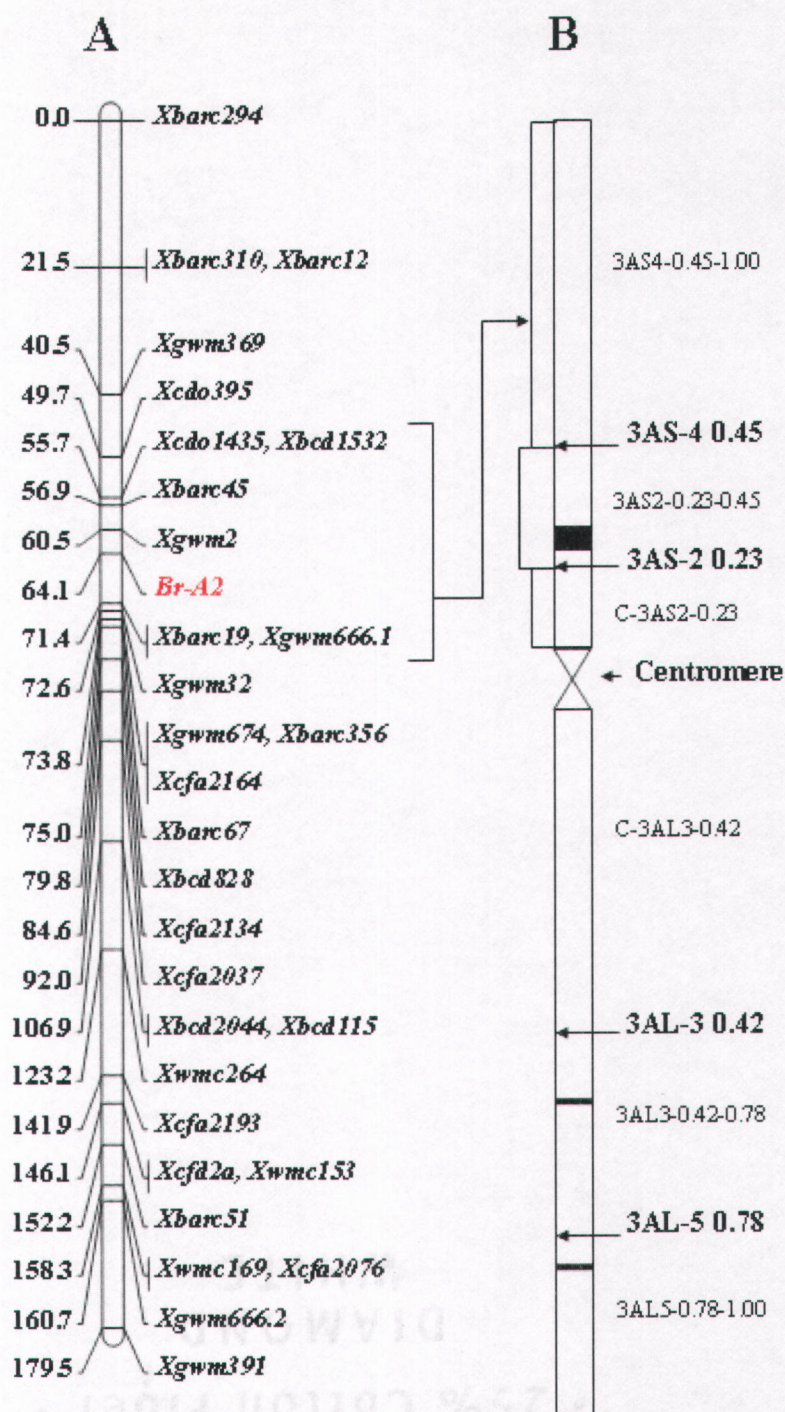 A B
0.0 Xbarc294
21.5 Xbarc310, Xbarc12
3AS4-0.45-1.00
40.5 Xgwm369
49.7 Xcdo395
55.7 Xcdo1435, Xbcd1532
3AS-4 0.45
56.9 Xbarc45
3AS2-0.23-0.45
60.5 Xgwm2
3AS-2 0.23
64.1 Br-A2
C-3AS2-0.23
71.4 Xbarc19, Xgwm666.1
Centromere
72.6 Xgwm32
73.8 Xgwm674, Xbarc356
Xcfa2164
75.0 Xbarc67
C-3AL3-0.42
79.8 Xbcd828
84.6 Xcfa2134
92.0 Xcfa2037
106.9 Xbcd2044, Xbcd115
3AL-3 0.42
123.2 Xwmc264
141.9 Xcfa2193
3AL3-0.42-0.78
146.1 Xcfd2a, Xwmc153
152.2 Xbarc51
3AL-5 0.78
158.3 Xwmc169, Xcfa2076
160.7 Xgwm666.2
3AL5-0.78-1.00
179.5 Xgwm391